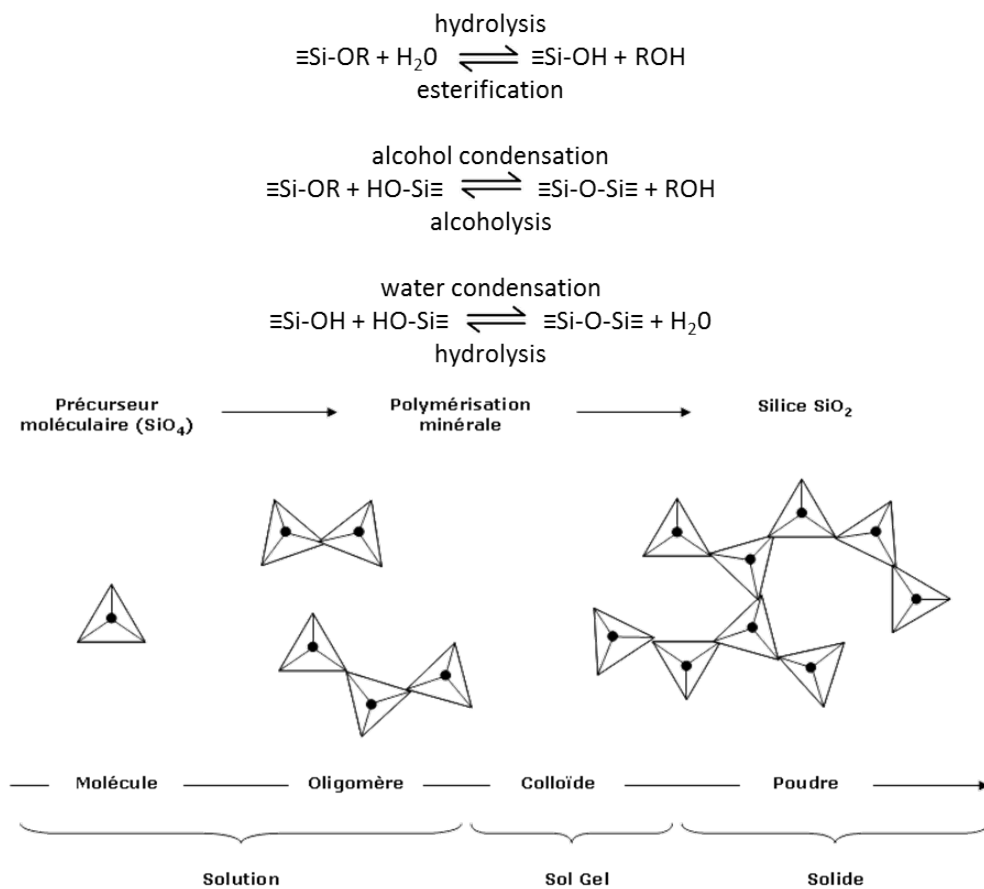 hydrolysis
≡Si-OR + H₂0 ⇌ ≡Si-OH + ROH
esterification
alcohol condensation
≡Si-OR + HO-Si≡ ⇌ ≡Si-O-Si≡ + ROH
alcoholysis
water condensation
≡Si-OH + HO-Si≡ ⇌ ≡Si-O-Si≡ + H₂0
hydrolysis
Précurseur
moléculaire (SiO₄)
Polymérisation
minérale
Silice SiO₂
Molécule
Oligomère
Colloïde
Poudre
Solution
Sol Gel
Solide